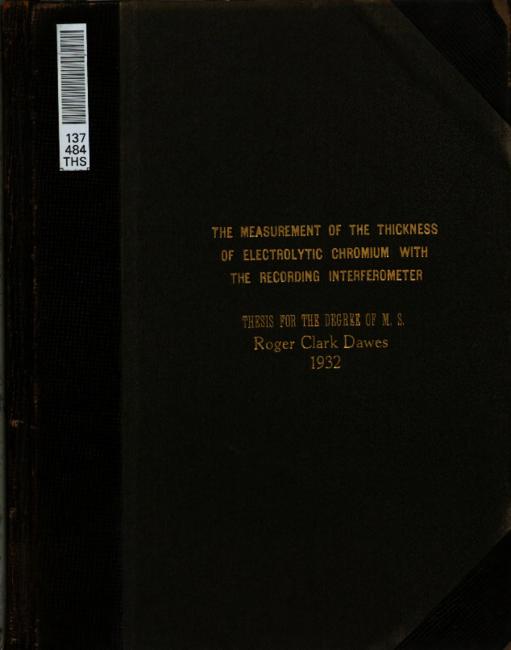 137
484
THS
THE MEASUREMENT OF THE THICKNESS
OF ELECTROLYTIC CHROMIUM WITH
THE RECORDING INTERFEROMETER
THESIS FOR THE DEGREE OF M. S.
Roger Clark Dawes
1932